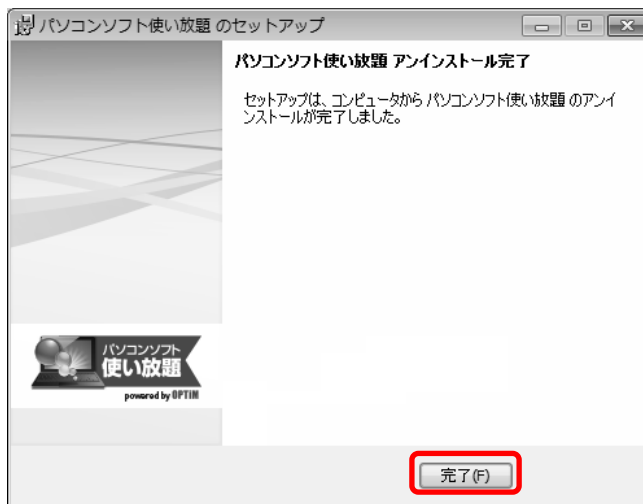 パソコンソフト使い放題 のセットアップ
パソコンソフト使い放題 アンインストール完了
セットアップは、コンピュータから パソコンソフト使い放題 のアンイ
ンストールが完了しました。
パソコンソフト
使い放題
powered by OPTiM
完了(F)